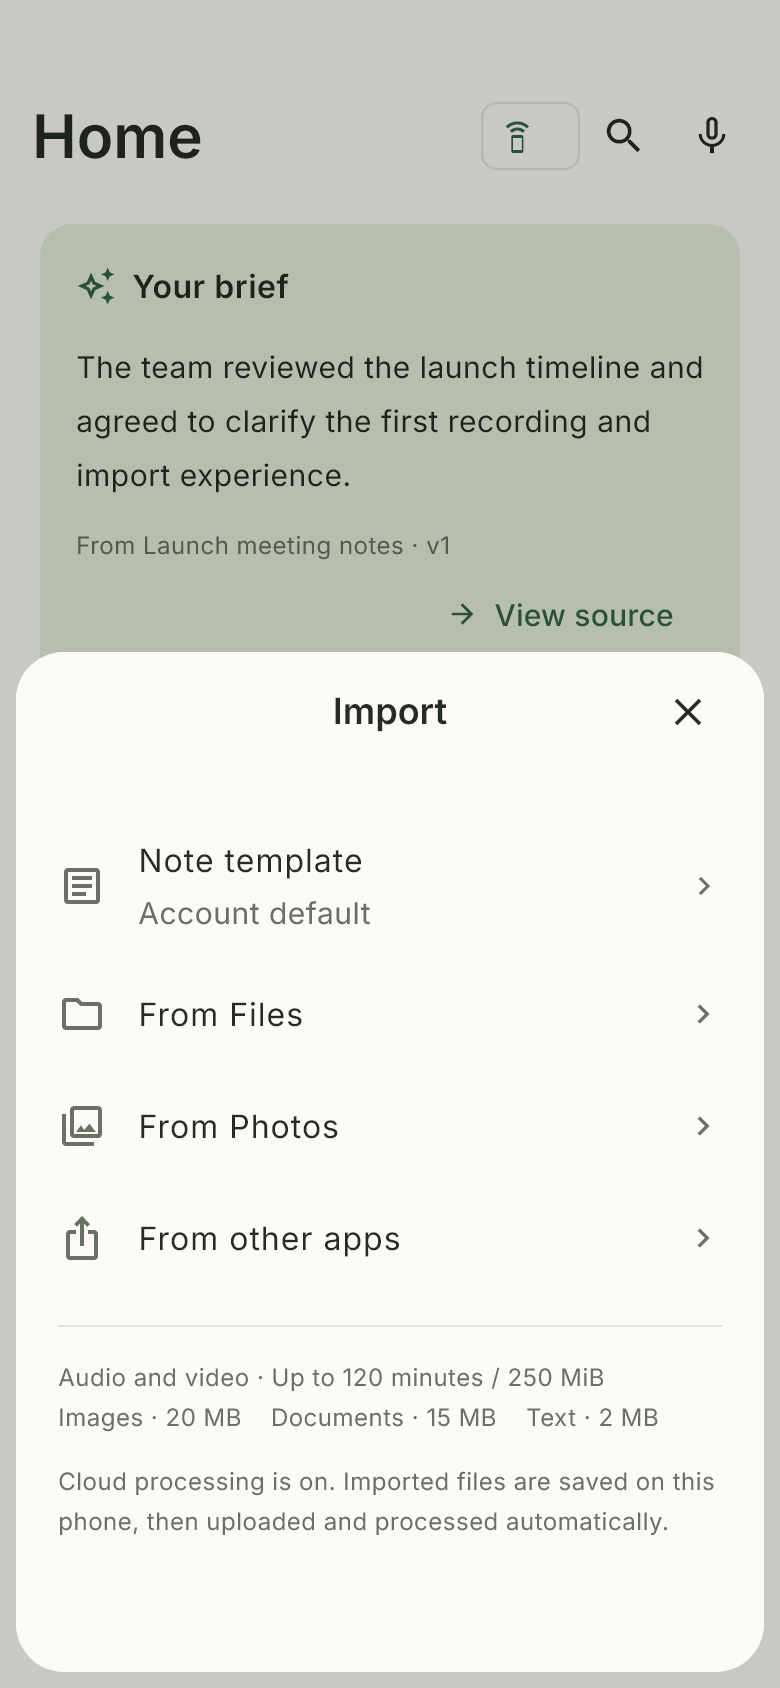 Home
Your brief
The team reviewed the launch timeline and
agreed to clarify the first recording and
import experience.
From Launch meeting notes · v1
View source
Import
Note template
Account default
From Files
From Photos
From other apps
Audio and video · Up to 120 minutes / 250 MiB
Images · 20 MB Documents · 15 MB Text · 2 MB
Cloud processing is on. Imported files are saved on this
phone, then uploaded and processed automatically.